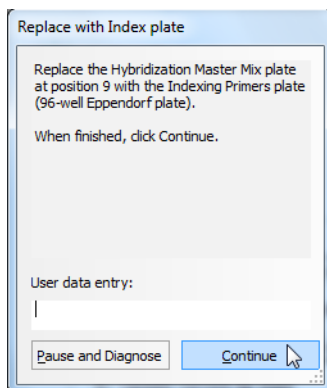 Replace with Index plate
Replace the Hybridization Master Mix plate
at position 9 with the Indexing Primers plate
(96-well Eppendorf plate).
When finished, click Continue.
User data entry:
Pause and Diagnose
Continue